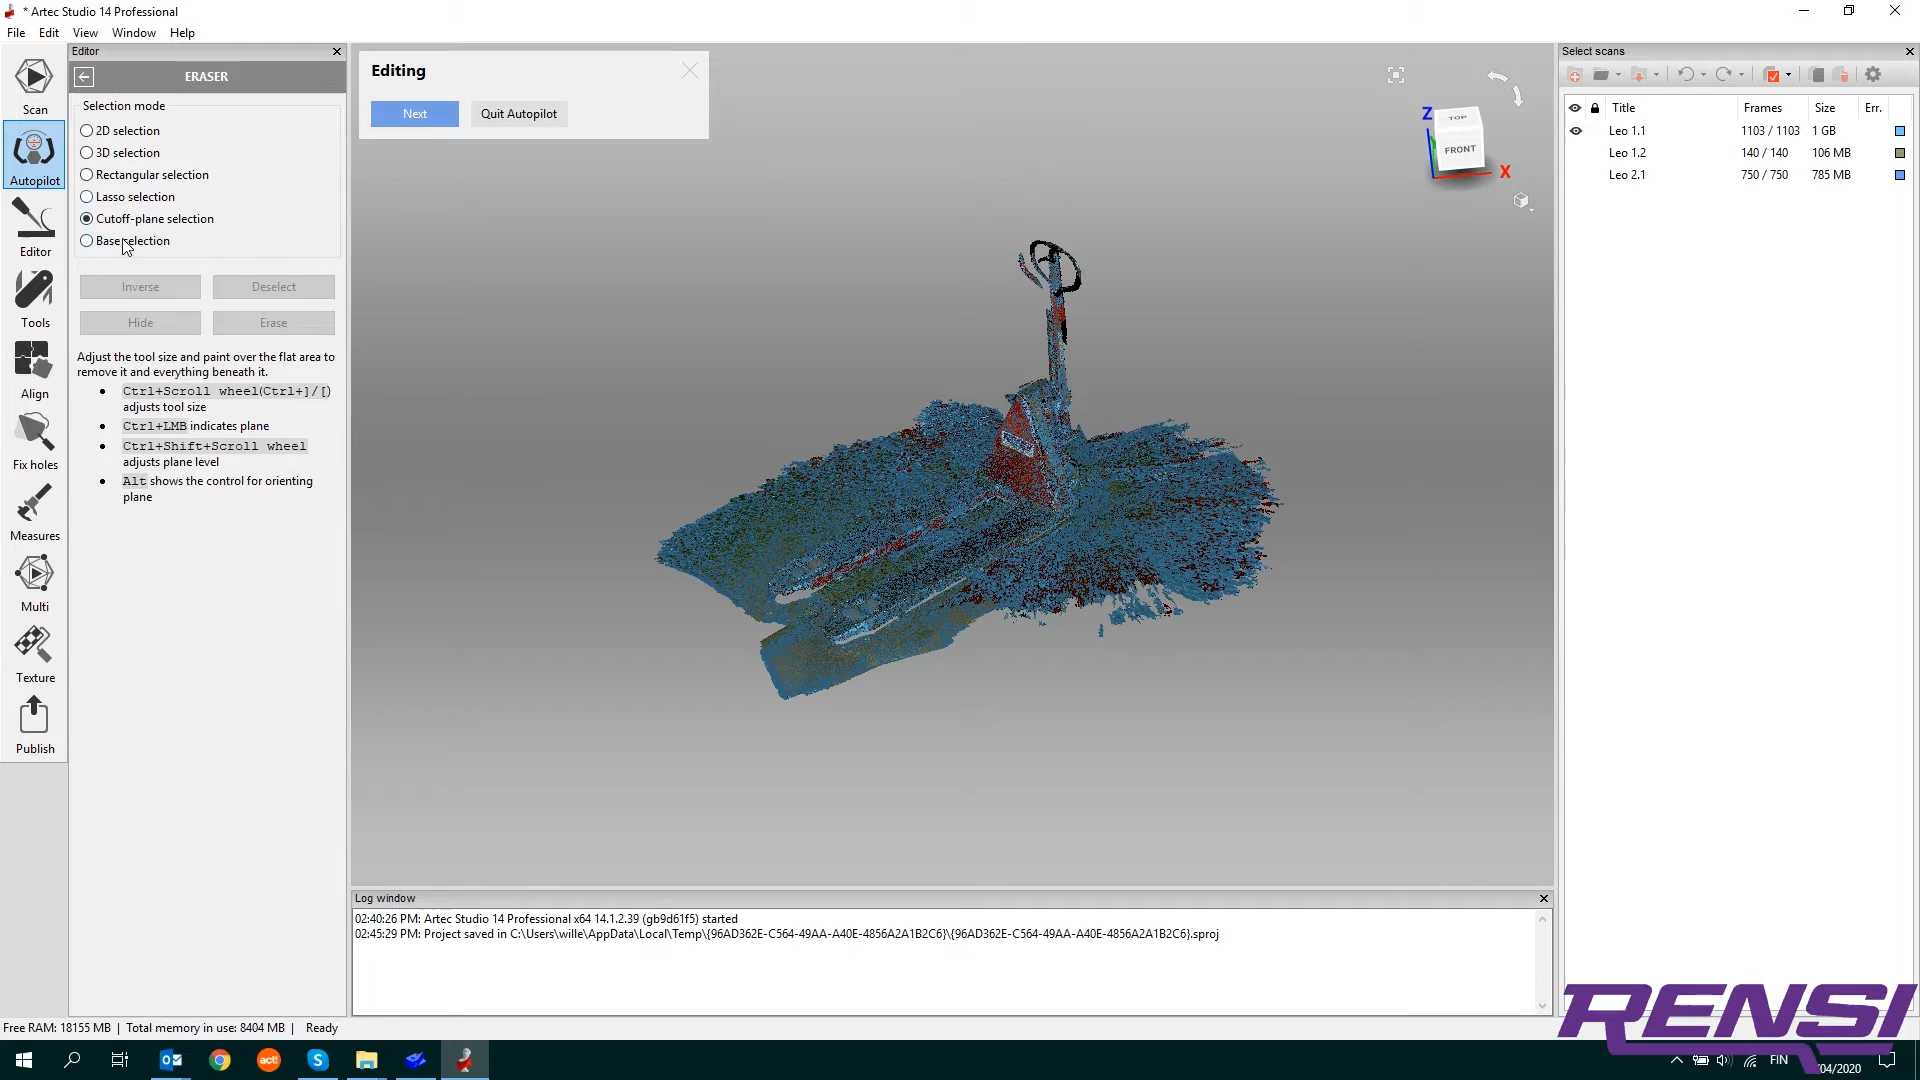 * Artec Studio 14 Professional
File Edit View Window Help
Editor
ERASER
Selection mode
2D selection
3D selection
Rectangular selection
Lasso selection
Cutoff-plane selection
Base selection
Inverse Deselect
Hide Erase
Adjust the tool size and paint over the flat area to
remove it and everything beneath it.
Ctrl+Scroll wheel(Ctrl+]/[)
adjusts tool size
Ctrl+LMB indicates plane
Ctrl+Shift+Scroll wheel
adjusts plane level
Alt shows the control for orienting
plane
Scan
Autopilot
Editor
Tools
Align
Fix holes
Measures
Multi
Texture
Publish
Editing
Next Quit Autopilot
Z
TOP
FRONT
X
Select scans
Title Frames Size Err.
Leo 1.1 1103 / 1103 1 GB
Leo 1.2 140 / 140 106 MB
Leo 2.1 750 / 750 785 MB
Log window
02:40:26 PM: Artec Studio 14 Professional x64 14.1.2.39 (gb9d61f5) started
02:45:29 PM: Project saved in C:\Users\wille\AppData\Local\Temp\{96AD362E-C564-49AA-A40E-4856A2A1B2C6}\{96AD362E-C564-49AA-A40E-4856A2A1B2C6}.sproj
RENSI
Free RAM: 18155 MB | Total memory in use: 8404 MB | Ready
act!
FIN
/04/2020